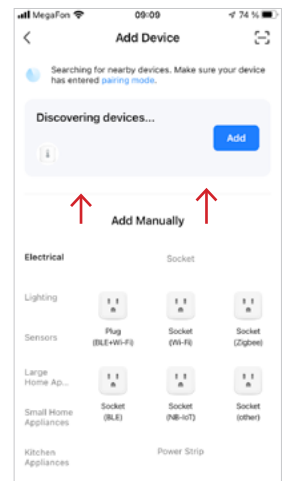 MegaFon 09:09 74 %
Add Device
Searching for nearby devices. Make sure your device
has entered pairing mode.
Discovering devices...
Add
Add Manually
Electrical
Socket
Lighting
Plug
(BLE+Wi-Fi)
Socket
(Wi-Fi)
Socket
(Zigbee)
Sensors
Large
Home Ap...
Socket
(BLE)
Socket
(NB-IoT)
Socket
(other)
Small Home
Appliances
Kitchen
Appliances
Power Strip